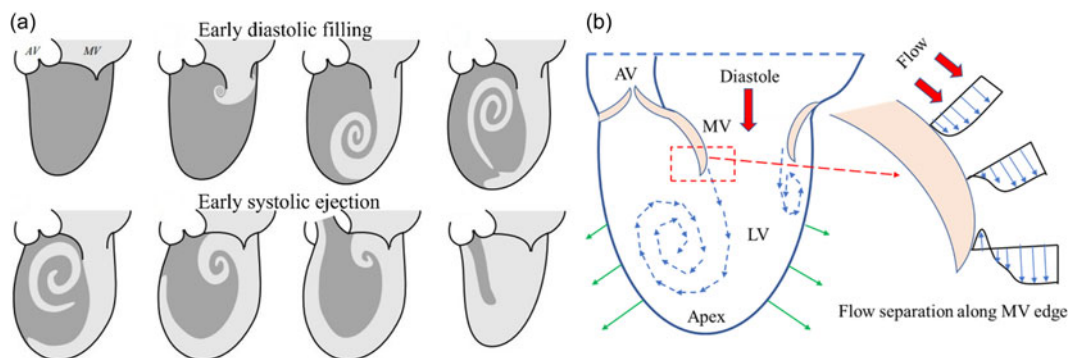 (a)
Early diastolic filling
AV
MV
Early systolic ejection
(b)
AV
Diastole
MV
LV
Apex
Flow
Flow separation along MV edge